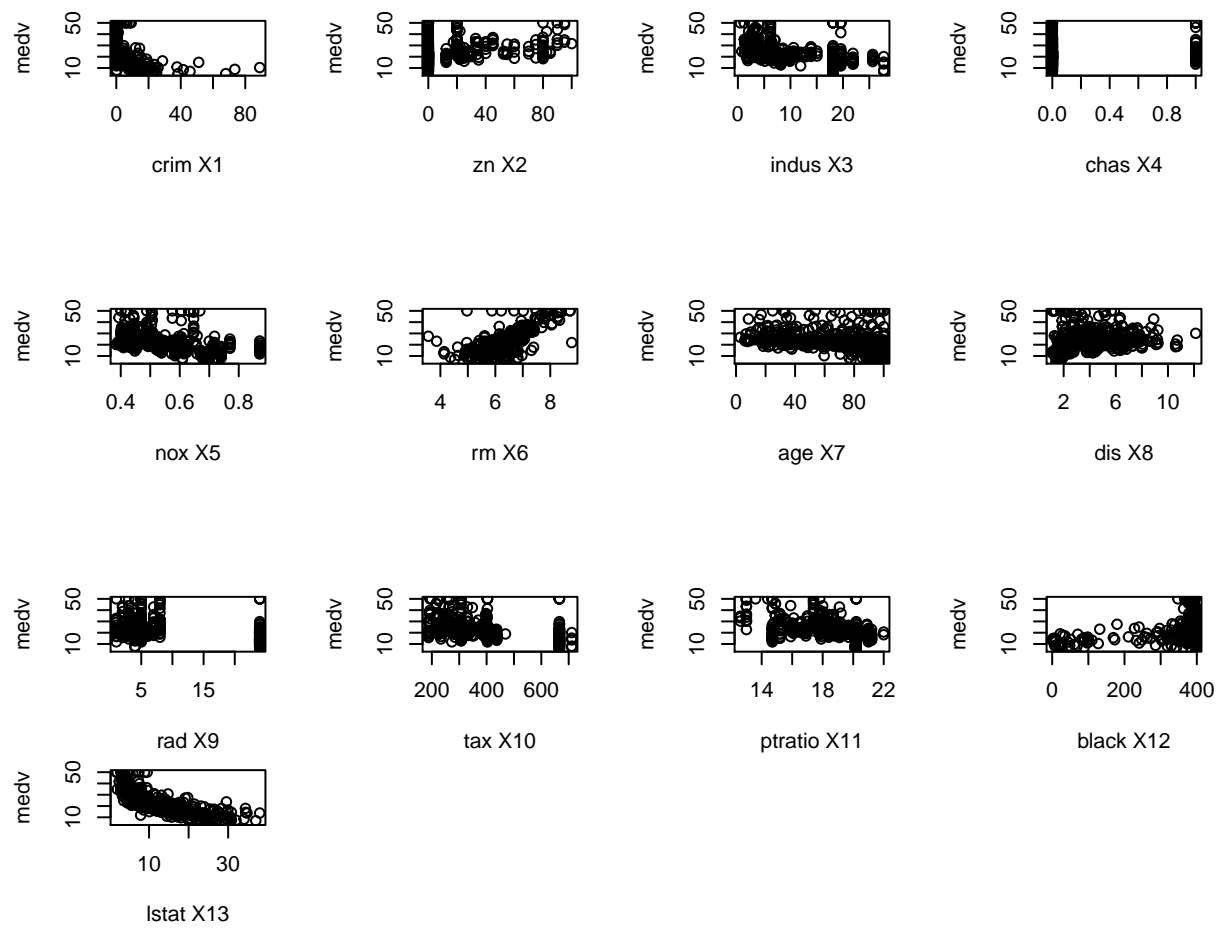 medv
50
10
0 40 80
crim X1
medv
50
10
0 20 40 80
zn X2
medv
50
10
0 10 20
indus X3
medv
50
10
0.0 0.4 0.8
chas X4
medv
50
10
0.4 0.6 0.8
nox X5
medv
50
10
4 6 8
rm X6
medv
50
10
0 40 80
age X7
medv
50
10
2 6 10
dis X8
medv
50
10
5 15
rad X9
medv
50
10
200 400 600
tax X10
medv
50
10
14 18 22
ptratio X11
medv
50
10
0 200 400
black X12
medv
50
10
10 30
lstat X13